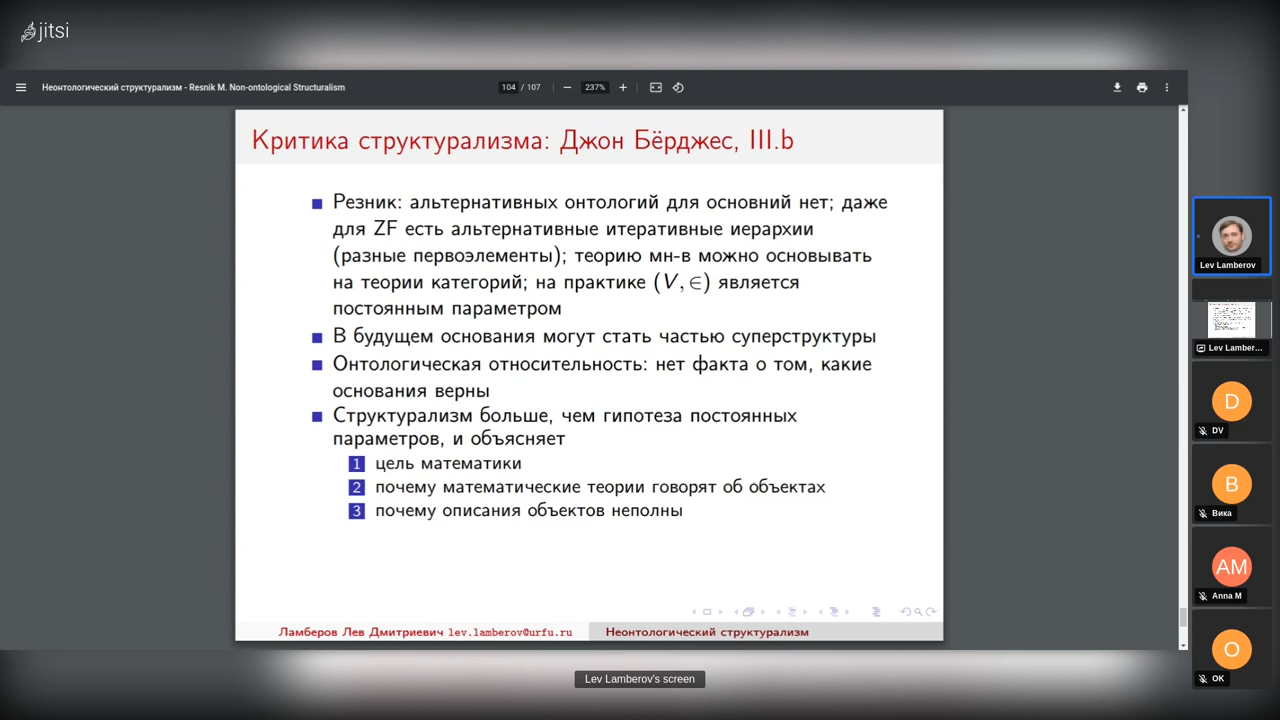 jitsi
Неонтологический структурализм - Resnik M. Non-ontological Structuralism
104 / 107
237%
Критика структурализма: Джон Бёрджес, III.b
Резник: альтернативных онтологий для основний нет; даже
для ZF есть альтернативные итеративные иерархии
(разные первоэлементы); теорию мн-в можно основывать
на теории категорий; на практике (V, ∈) является
постоянным параметром
В будущем основания могут стать частью суперструктуры
Онтологическая относительность: нет факта о том, какие
основания верны
Структурализм больше, чем гипотеза постоянных
параметров, и объясняет
1 цель математики
2 почему математические теории говорят об объектах
3 почему описания объектов неполны
Ламберов Лев Дмитриевич lev.lamberov@urfu.ru
Неонтологический структурализм
Lev Lamberov's screen
Lev Lamberov
Lev Lamber...
D
DV
B
Вика
AM
Anna M
O
OK